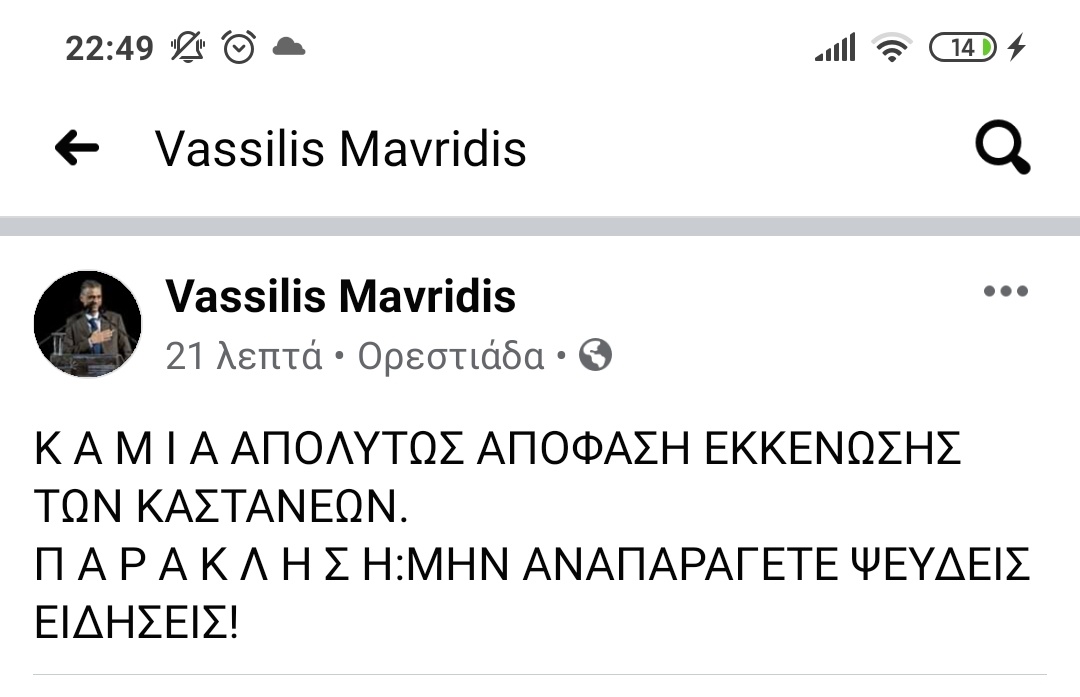 22:49 14
Vassilis Mavridis
Vassilis Mavridis
21 λεπτά • Ορεστιάδα •
Κ Α Μ Ι Α ΑΠΟΛΥΤΩΣ ΑΠΟΦΑΣΗ ΕΚΚΕΝΩΣΗΣ
ΤΩΝ ΚΑΣΤΑΝΕΩΝ.
Π Α Ρ Α Κ Λ Η Σ Η:ΜΗΝ ΑΝΑΠΑΡΑΓΕΤΕ ΨΕΥΔΕΙΣ
ΕΙΔΗΣΕΙΣ!